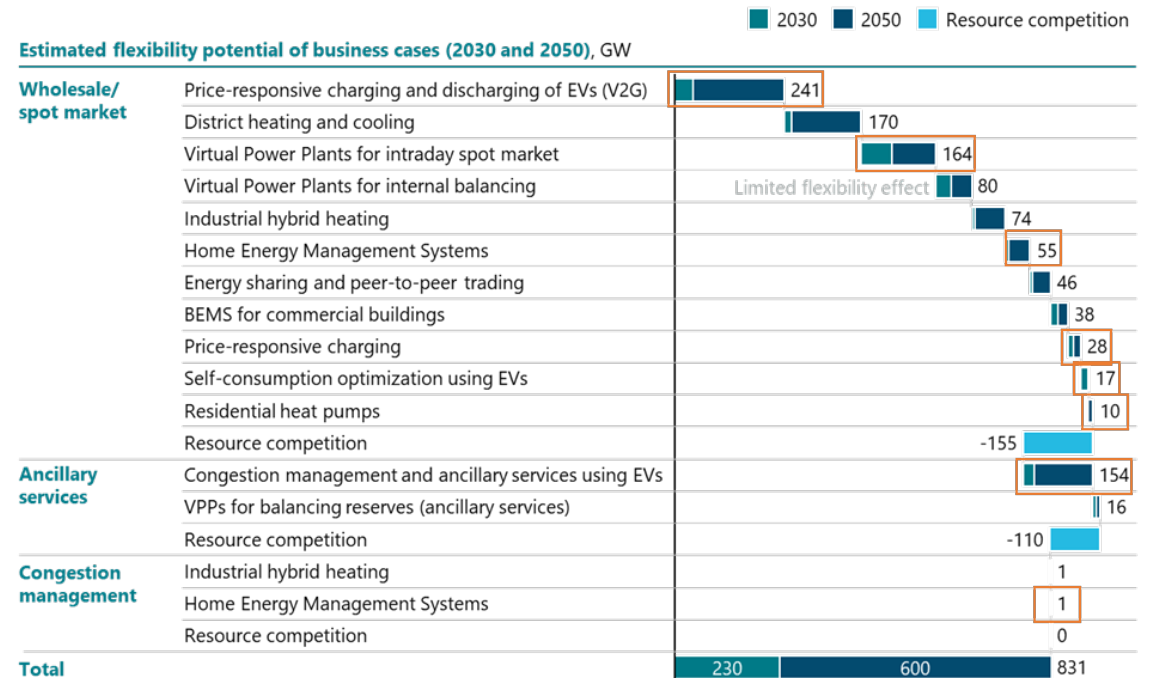 2030 2050 Resource competition
Estimated flexibility potential of business cases (2030 and 2050), GW
Wholesale/
spot market
Price-responsive charging and discharging of EVs (V2G) 241
District heating and cooling 170
Virtual Power Plants for intraday spot market 164
Virtual Power Plants for internal balancing Limited flexibility effect 80
Industrial hybrid heating 74
Home Energy Management Systems 55
Energy sharing and peer-to-peer trading 46
BEMS for commercial buildings 38
Price-responsive charging 28
Self-consumption optimization using EVs 17
Residential heat pumps 10
Resource competition -155
Ancillary
services
Congestion management and ancillary services using EVs 154
VPPs for balancing reserves (ancillary services) 16
Resource competition -110
Congestion
management
Industrial hybrid heating 1
Home Energy Management Systems 1
Resource competition 0
Total 230 600 831